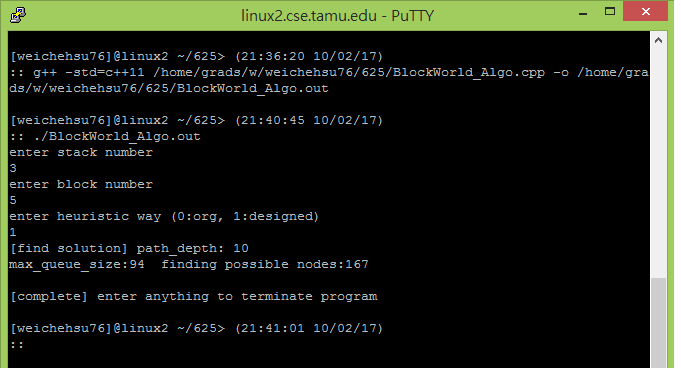 linux2.cse.tamu.edu - PuTTY
[weichehsu76]@linux2 ~/625> (21:36:20 10/02/17)
:: g++ -std=c++11 /home/grads/w/weichehsu76/625/BlockWorld_Algo.cpp -o /home/gra
ds/w/weichehsu76/625/BlockWorld_Algo.out
[weichehsu76]@linux2 ~/625> (21:40:45 10/02/17)
:: ./BlockWorld_Algo.out
enter stack number
3
enter block number
5
enter heuristic way (0:org, 1:designed)
1
[find solution] path_depth: 10
max_queue_size:94  finding possible nodes:167
[complete] enter anything to terminate program
[weichehsu76]@linux2 ~/625> (21:41:01 10/02/17)
::